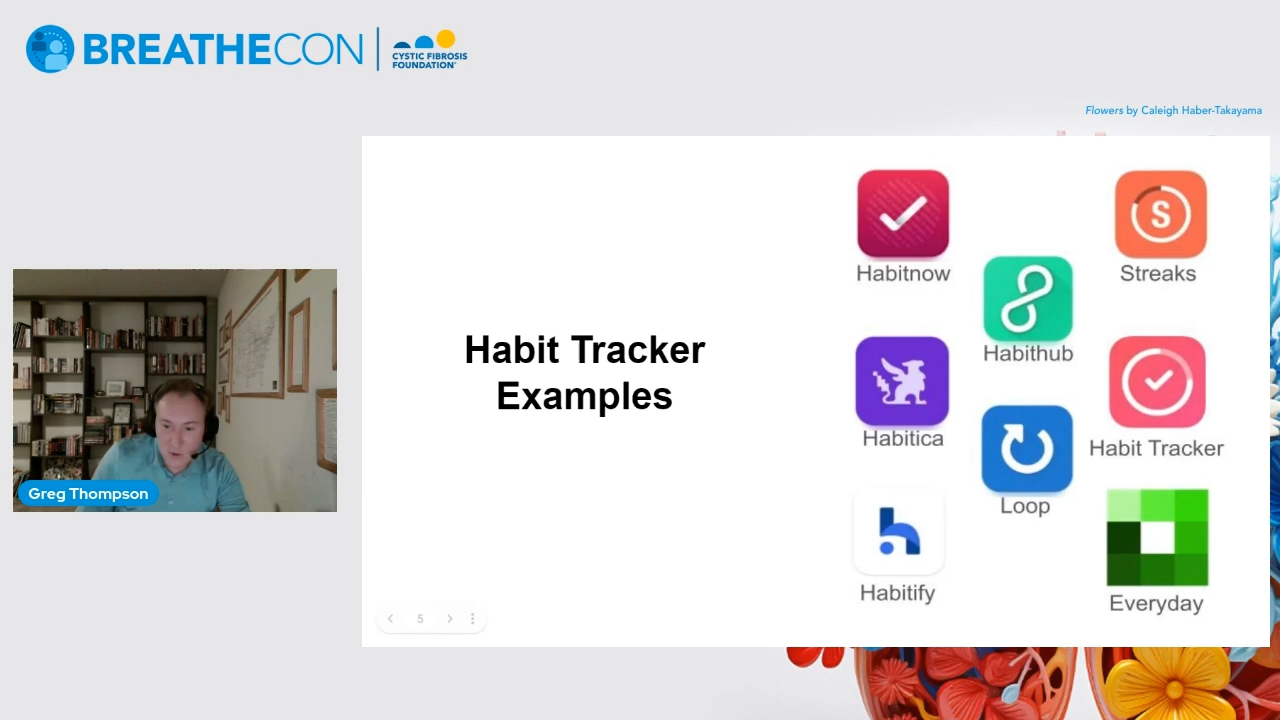 BREATHECON
CYSTIC FIBROSIS
FOUNDATION
Flowers by Caleigh Haber-Takayama
Habit Tracker
Examples
Habitnow
S
Streaks
Habithub
Habitica
Habit Tracker
Loop
Habitify
Everyday
Greg Thompson
5